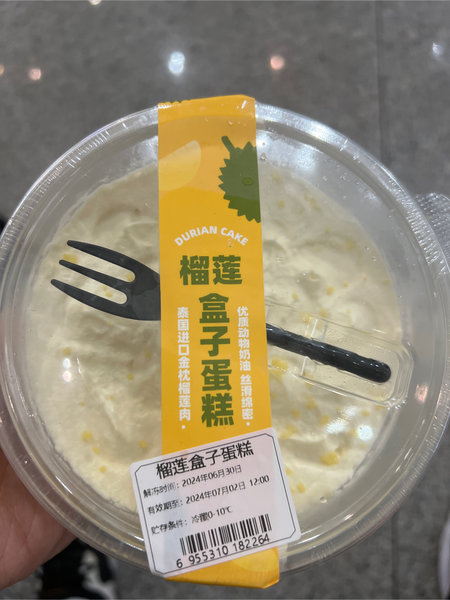 DURIAN CAKE
榴莲
盒子蛋糕
优质动物奶油 丝滑绵密
泰国进口金枕榴莲肉
榴莲盒子蛋糕
解冻时间：2024年06月30日
有效期至：2024年07月02日 12:00
贮存条件：冷藏0-10℃
6 955310 182264